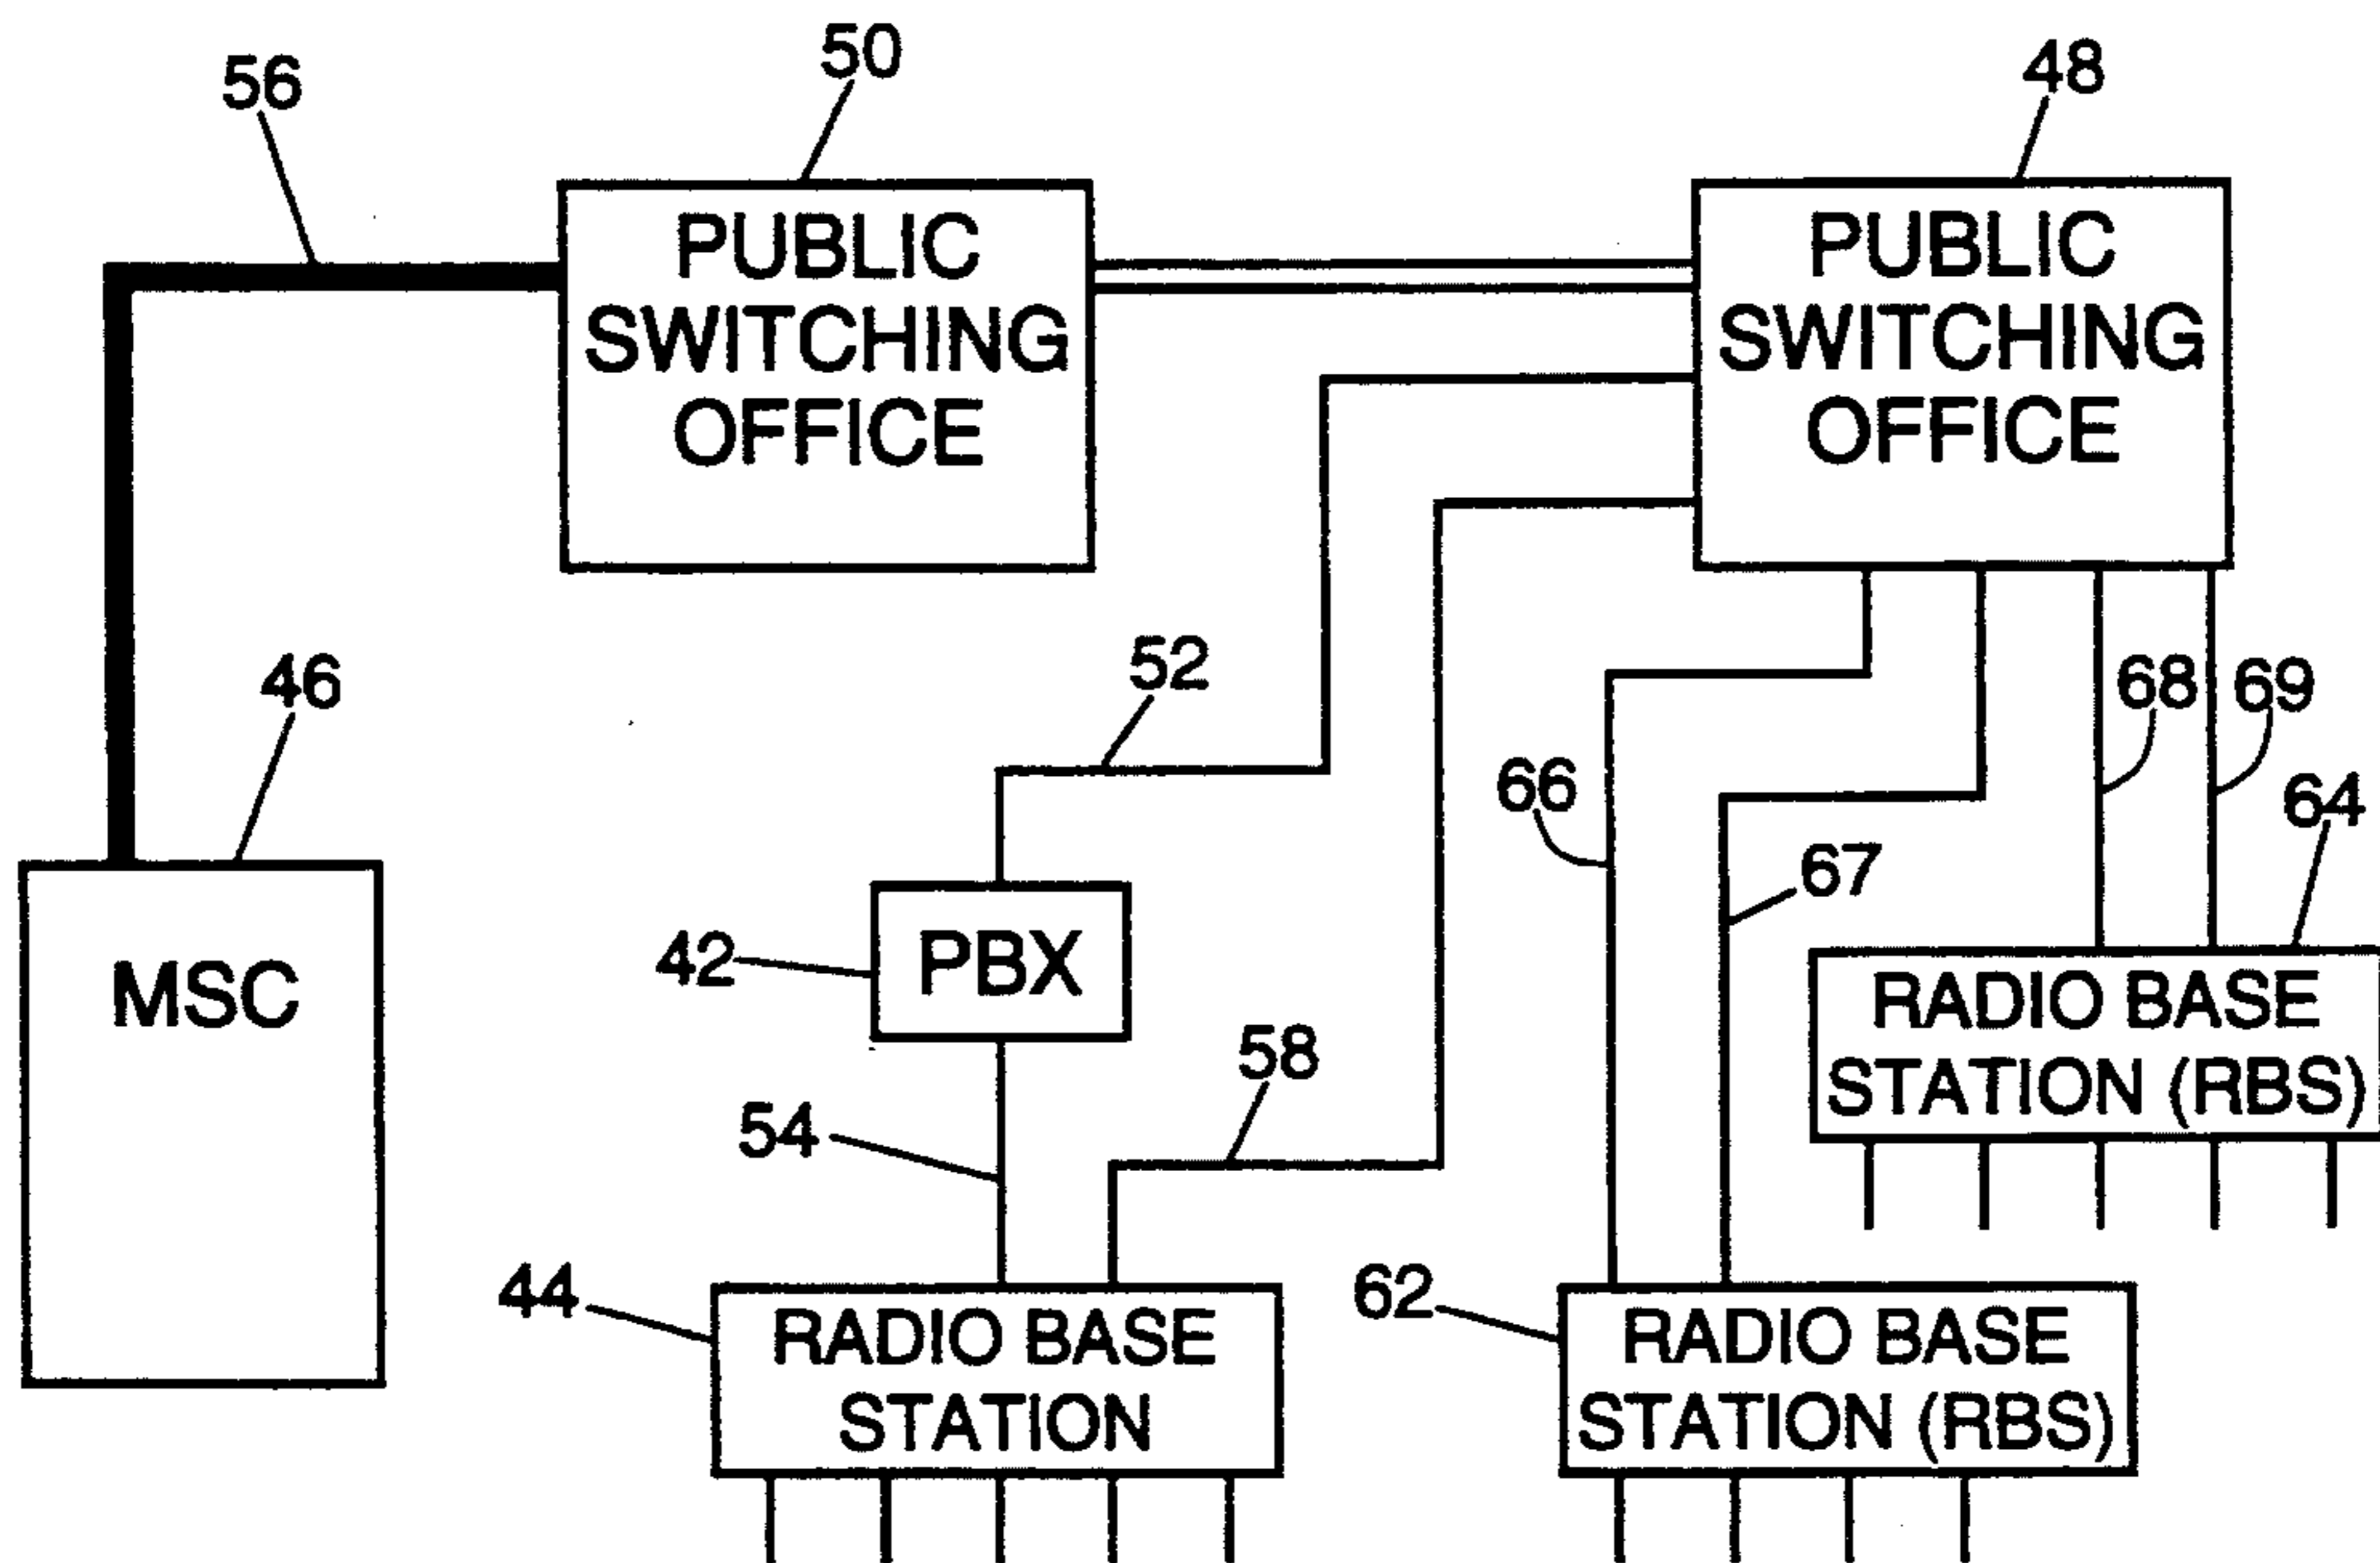 56
50
48
PUBLIC
SWITCHING
OFFICE
PUBLIC
SWITCHING
OFFICE
46
52
68
69
66
67
64
MSC
42
PBX
54
58
RADIO BASE
STATION (RBS)
44
RADIO BASE
STATION
62
RADIO BASE
STATION (RBS)